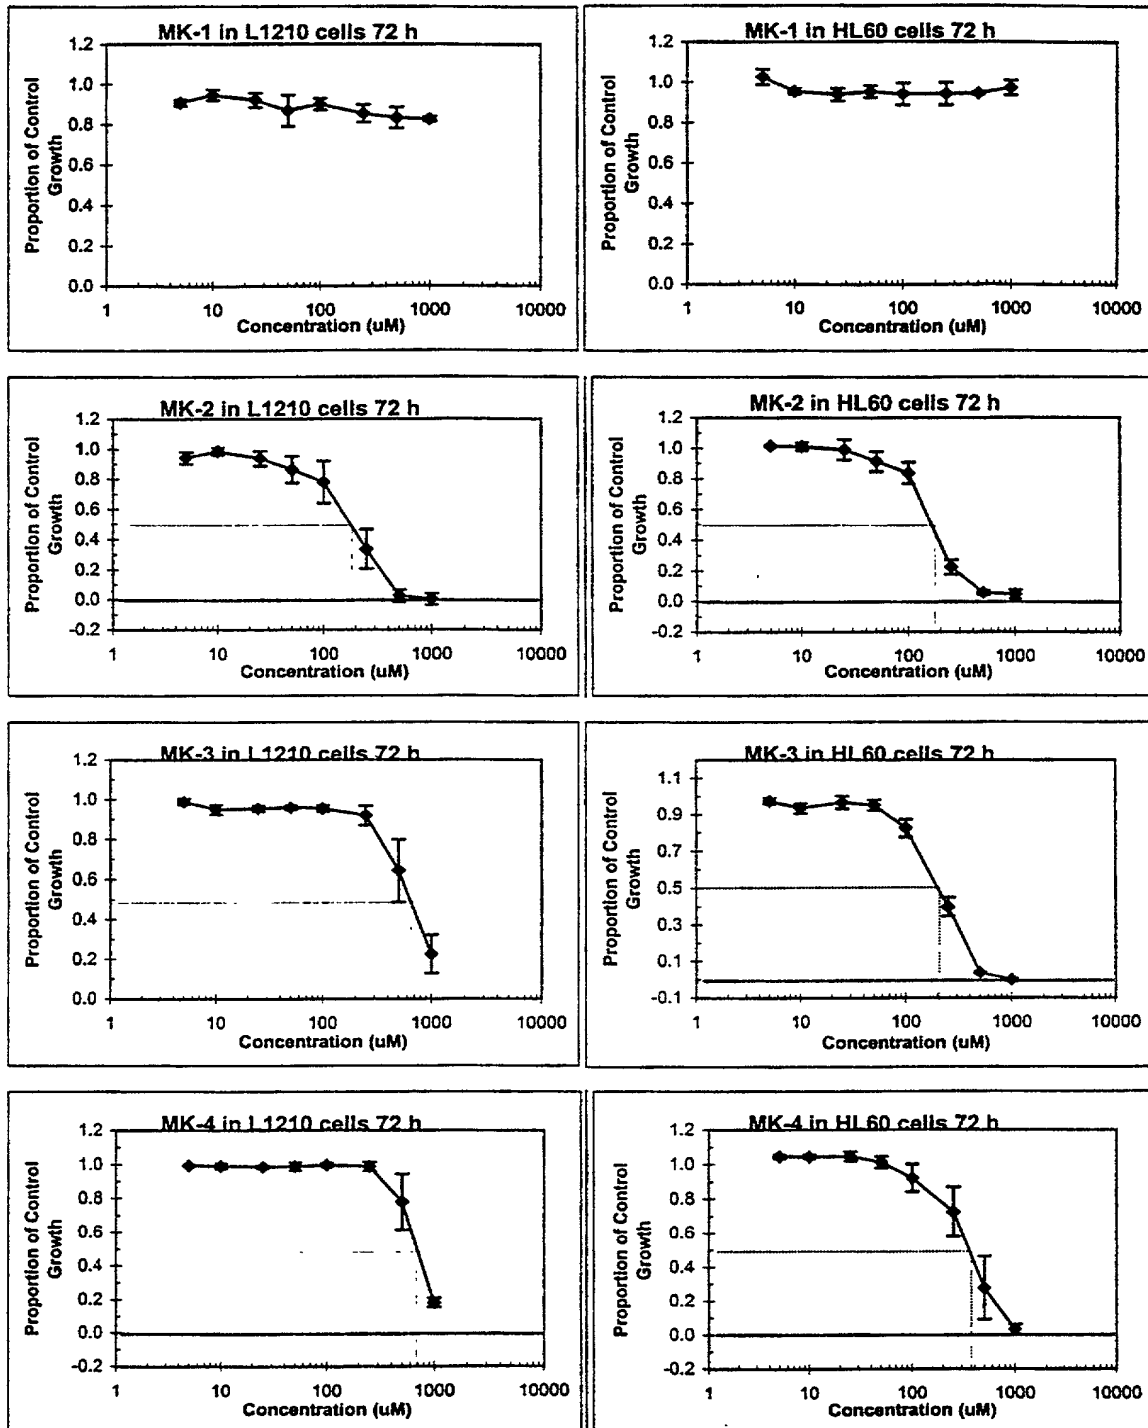 MK-1 in L1210 cells 72 h
Proportion of Control
Growth
1.2
1.0
0.8
0.6
0.4
0.2
0.0
1 10 100 1000 10000
Concentration (uM)
MK-1 in HL60 cells 72 h
Proportion of Control
Growth
1.2
1.0
0.8
0.6
0.4
0.2
0.0
1 10 100 1000 10000
Concentration (uM)
MK-2 in L1210 cells 72 h
Proportion of Control
Growth
1.2
1.0
0.8
0.6
0.4
0.2
0.0
-0.2
1 10 100 1000 10000
Concentration (uM)
MK-2 in HL60 cells 72 h
Proportion of Control
Growth
1.2
1.0
0.8
0.6
0.4
0.2
0.0
-0.2
1 10 100 1000 10000
Concentration (uM)
MK-3 in L1210 cells 72 h
Proportion of Control
Growth
1.2
1.0
0.8
0.6
0.4
0.2
0.0
1 10 100 1000 10000
Concentration (uM)
MK-3 in HL60 cells 72 h
Proportion of Control
Growth
1.1
0.9
0.7
0.5
0.3
0.1
-0.1
1 10 100 1000 10000
Concentration (uM)
MK-4 in L1210 cells 72 h
Proportion of Control
Growth
1.2
1.0
0.8
0.6
0.4
0.2
0.0
-0.2
1 10 100 1000 10000
Concentration (uM)
MK-4 in HL60 cells 72 h
Proportion of Control
Growth
1.2
1.0
0.8
0.6
0.4
0.2
0.0
-0.2
1 10 100 1000 10000
Concentration (uM)